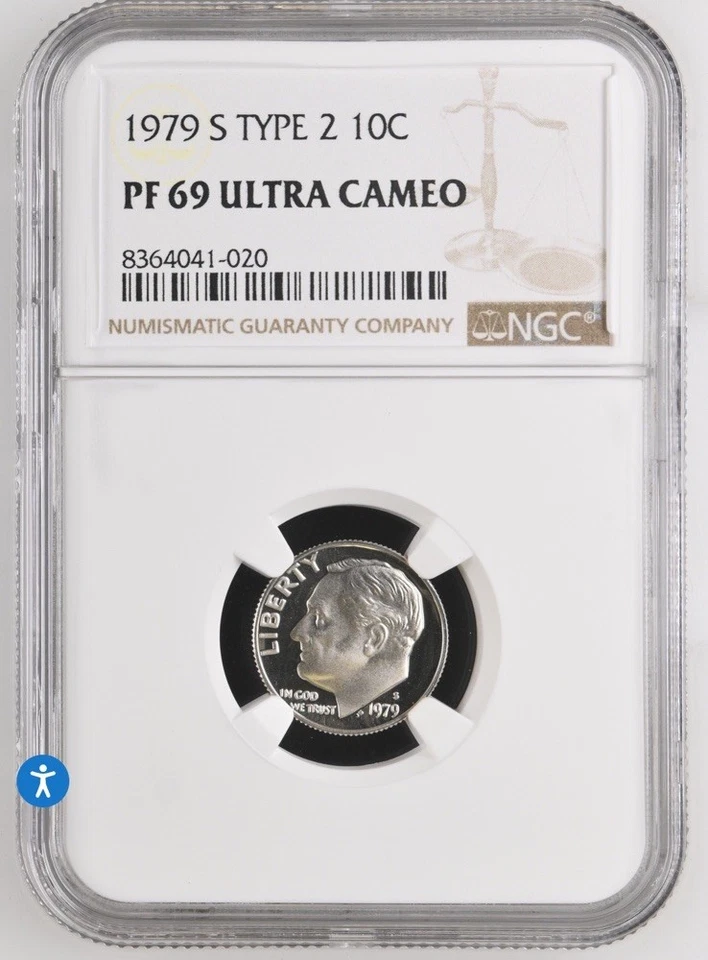 1979 S TYPE 2 10C
PF 69 ULTRA CAMEO
8364041-020
NUMISMATIC GUARANTY COMPANY
NGC®
LIBERTY
IN GOD
WE TRUST
S
1979